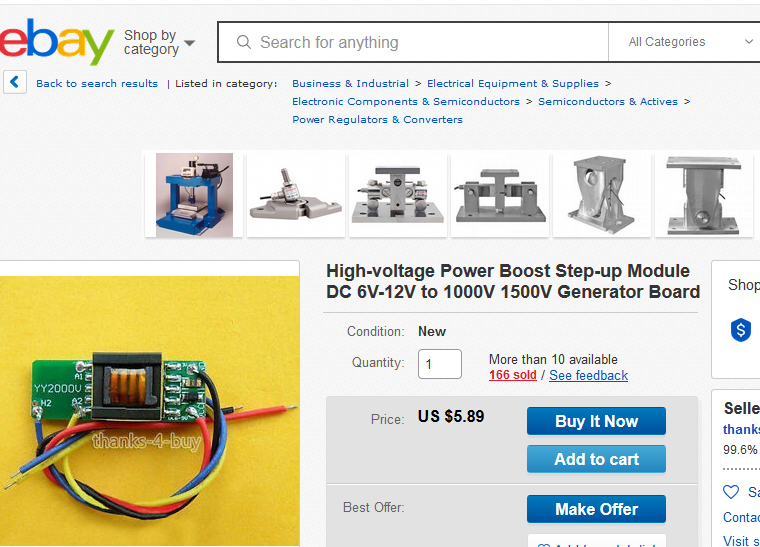 ebay
Shop by
category
Search for anything
All Categories
Back to search results | Listed in category:
Business & Industrial > Electrical Equipment & Supplies >
Electronic Components & Semiconductors > Semiconductors & Actives >
Power Regulators & Converters
High-voltage Power Boost Step-up Module
DC 6V-12V to 1000V 1500V Generator Board
Condition: New
Quantity: 1
More than 10 available
166 sold / See feedback
Price: US $5.89
Buy It Now
Add to cart
Best Offer:
Make Offer
Shop
$
Selle
thanks
99.6%
Sa
Contac
Visit s
A1
YY2000V
H2
A2
thanks-4-buy